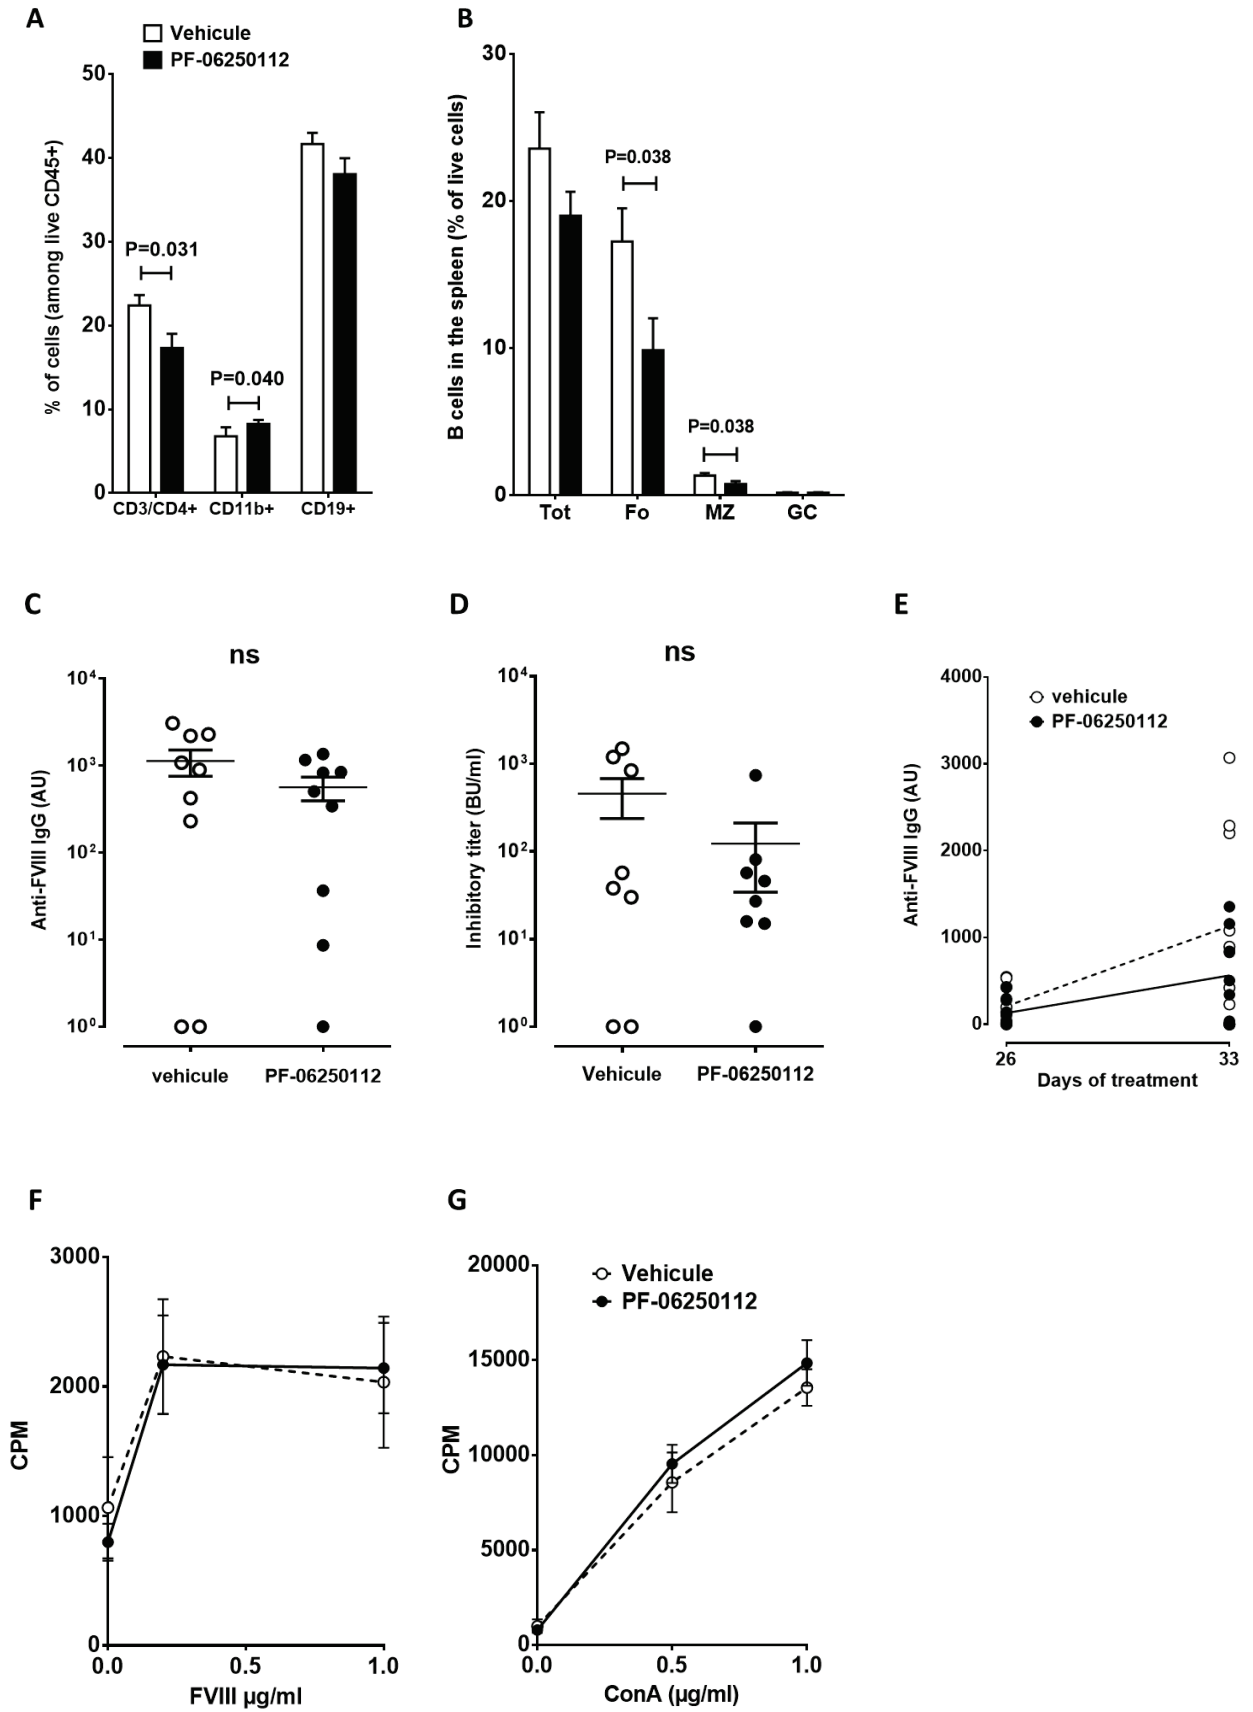 A
Vehicule
PF-06250112
50
40
30
20
10
0
% of cells (among live CD45+)
P=0.031
P=0.040
CD3/CD4+ CD11b+ CD19+
B
30
20
10
0
B cells in the spleen (% of live cells)
P=0.038
P=0.038
Tot Fo MZ GC
C
ns
10⁴
10³
10²
10¹
10⁰
Anti-FVIII IgG (AU)
vehicule PF-06250112
D
ns
10⁴
10³
10²
10¹
10⁰
Inhibitory titer (BU/ml)
Vehicule PF-06250112
E
vehicule
PF-06250112
4000
3000
2000
1000
0
Anti-FVIII IgG (AU)
26 33
Days of treatment
F
3000
2000
1000
0
CPM
0.0 0.5 1.0
FVIII µg/ml
G
Vehicule
PF-06250112
20000
15000
10000
5000
0
CPM
0.0 0.5 1.0
ConA (µg/ml)